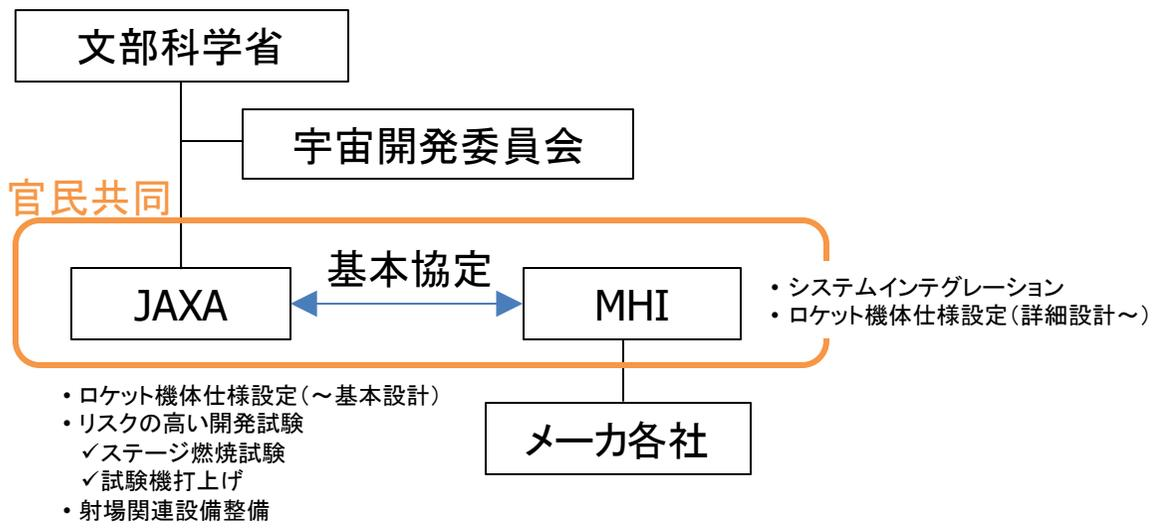 文部科学省
宇宙開発委員会
官民共同
基本協定
JAXA
MHI
・システムインテグレーション
・ロケット機体仕様設定（詳細設計～）
・ロケット機体仕様設定（～基本設計）
・リスクの高い開発試験
✓ステージ燃焼試験
✓試験機打上げ
・射場関連設備整備
メーカ各社